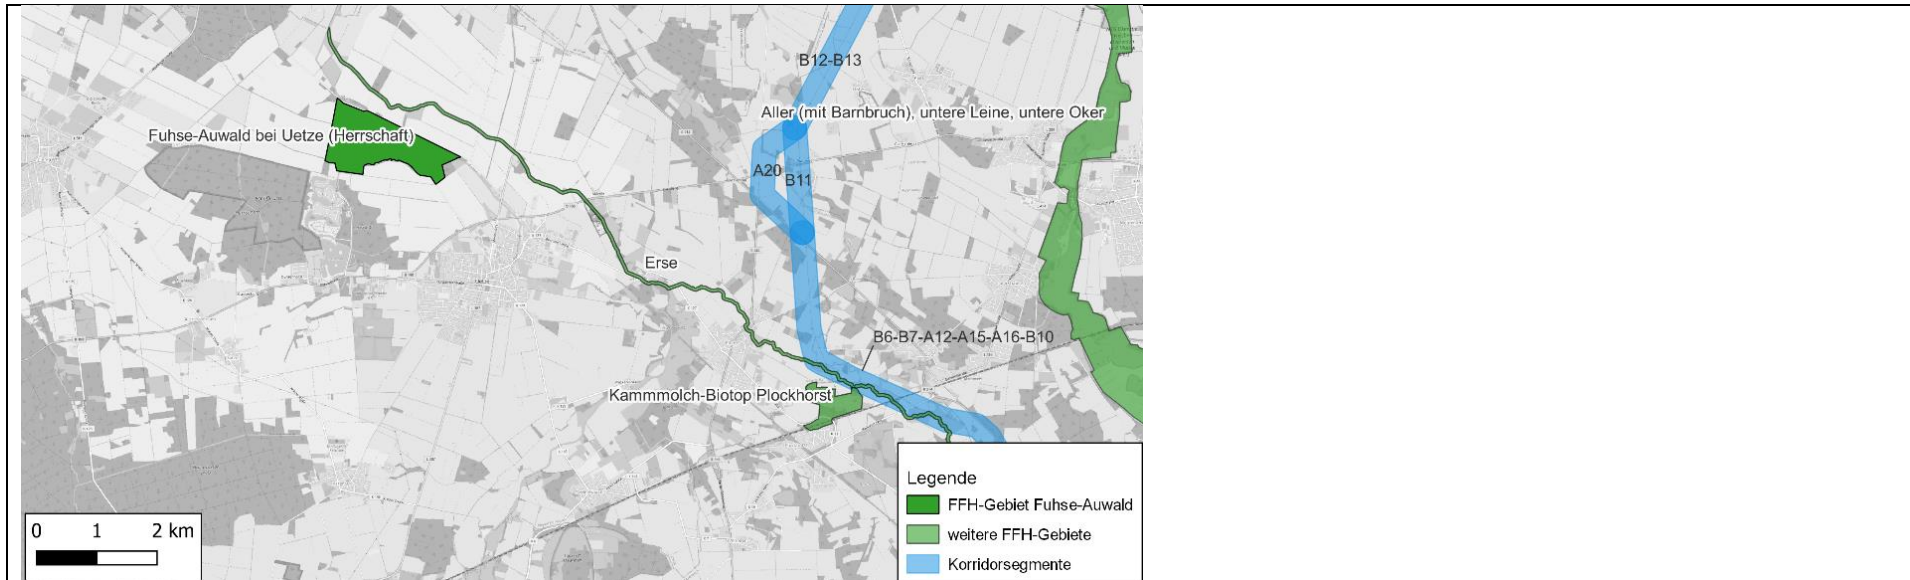 B12-B13
Aller (mit Barnbruch), untere Leine, untere Oker
Fuhse-Auwald bei Uetze (Herrschaft)
A20
B11
Erse
B6-B7-A12-A15-A16-B10
Kammmolch-Biotop Plockhorst
Legende
FFH-Gebiet Fuhse-Auwald
weitere FFH-Gebiete
Korridorsegmente
0 1 2 km